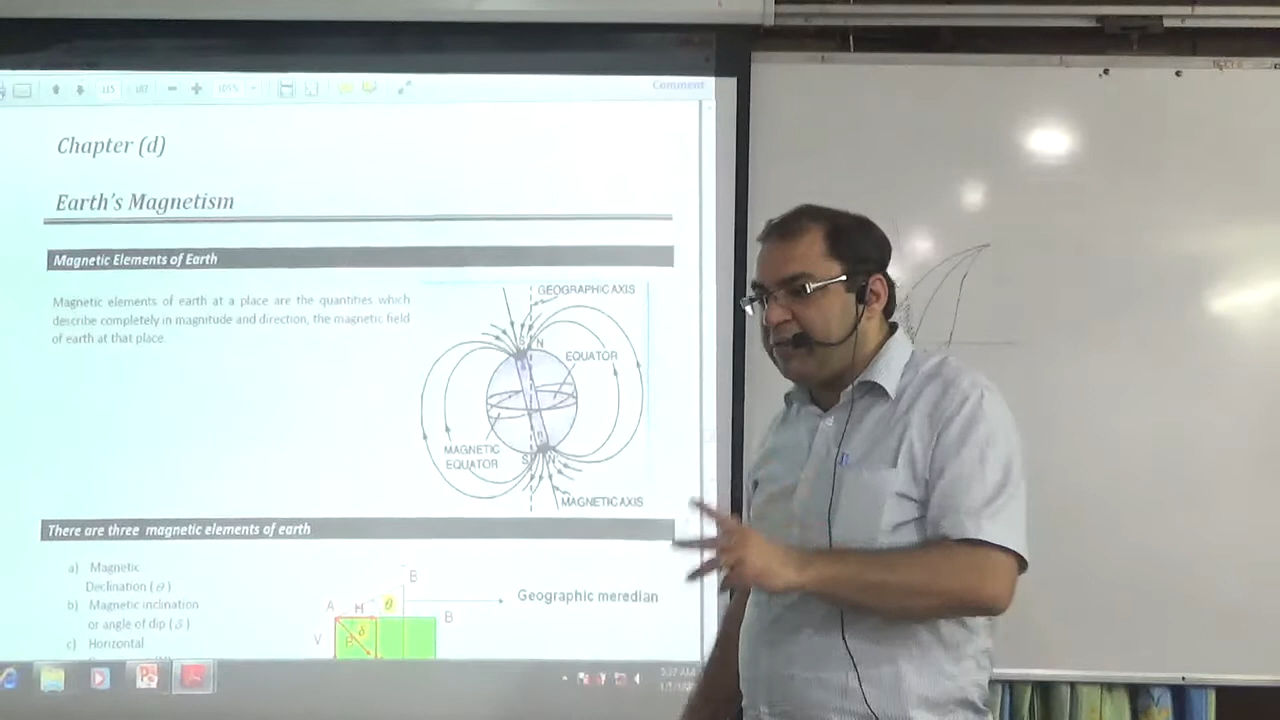 115
187
105%
Comment
Chapter (d)
Earth's Magnetism
Magnetic Elements of Earth
Magnetic elements of earth at a place are the quantities which
describe completely in magnitude and direction, the magnetic field
of earth at that place.
GEOGRAPHIC AXIS
S N
EQUATOR
MAGNETIC
EQUATOR
S N
MAGNETIC AXIS
There are three magnetic elements of earth
a) Magnetic
Declination (θ)
b) Magnetic inclination
or angle of dip (δ)
c) Horizontal
B
A H θ
Geographic meredian
B
V
δ
B